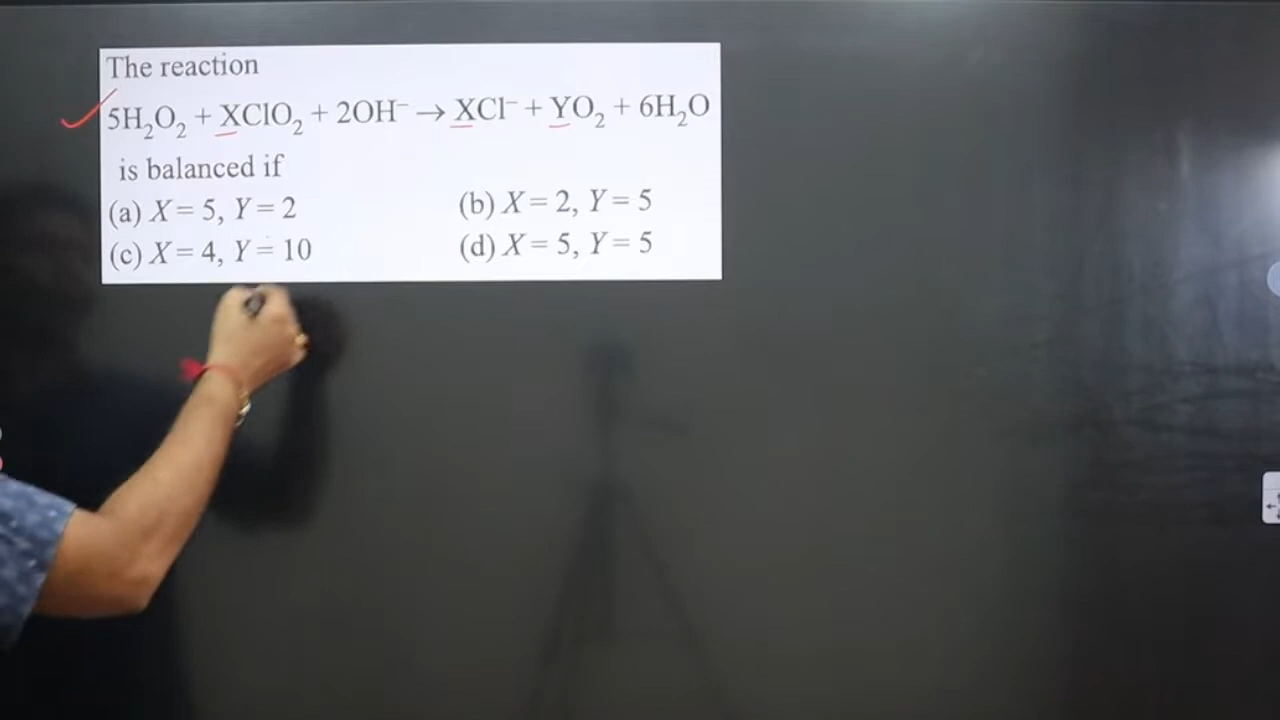 The reaction
5H₂O₂ + XClO₂ + 2OH⁻ → XCl⁻ + YO₂ + 6H₂O
is balanced if
(a) X = 5, Y = 2 (b) X = 2, Y = 5
(c) X = 4, Y = 10 (d) X = 5, Y = 5